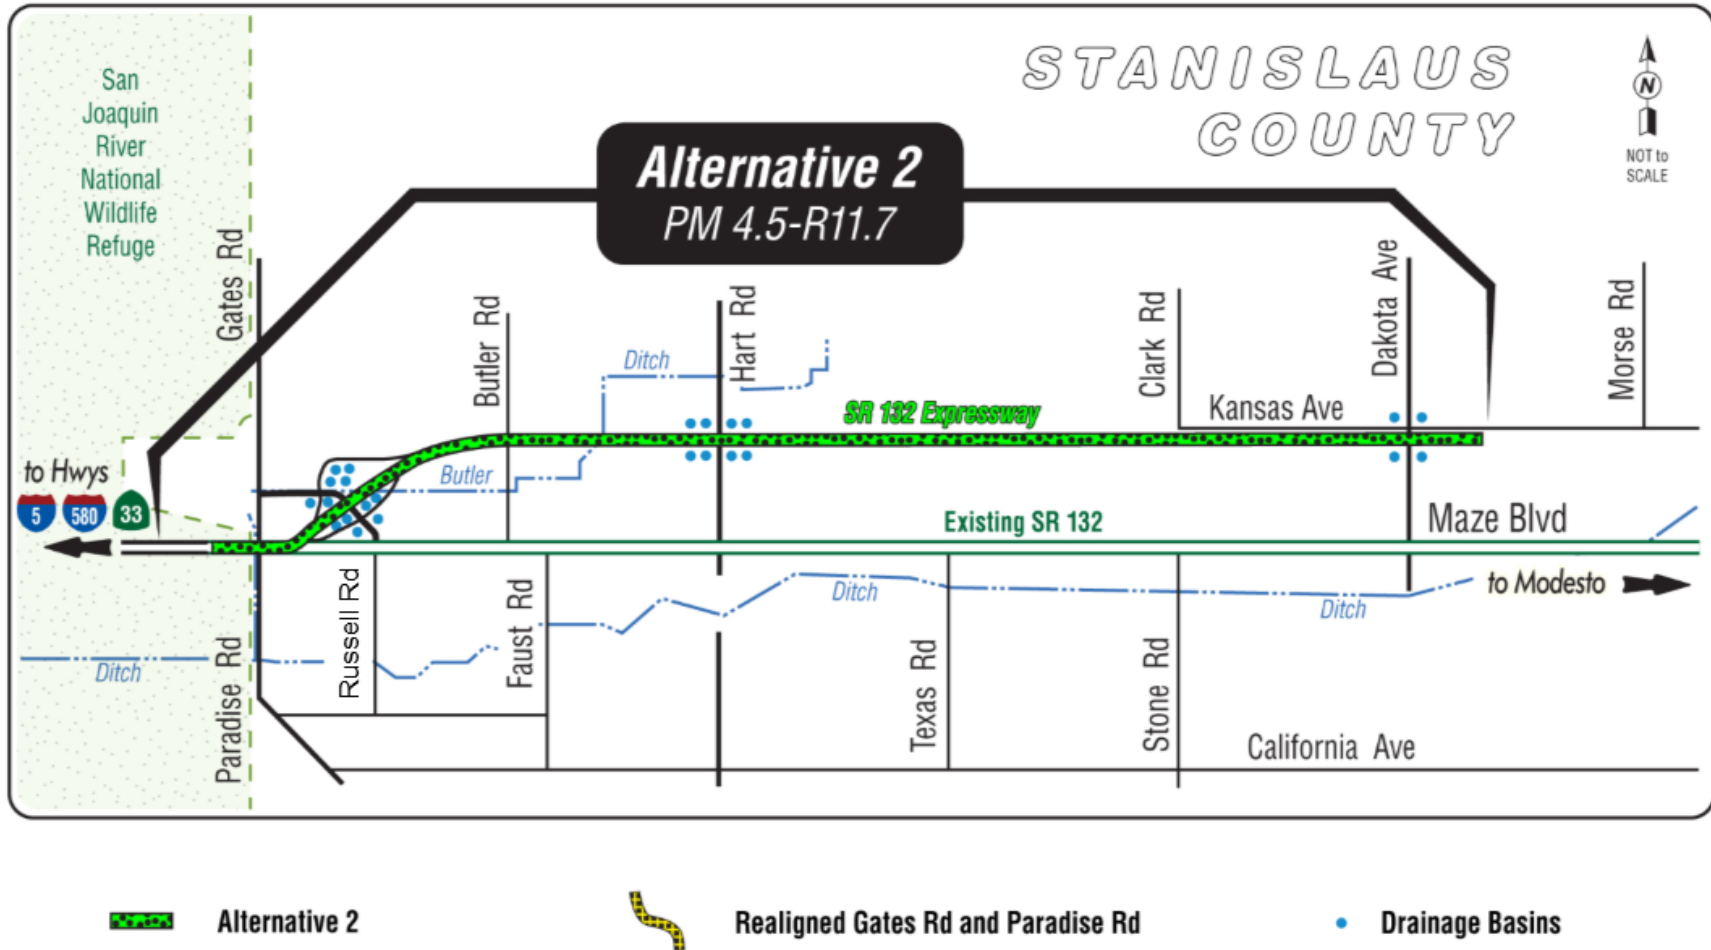 STANISLAUS
COUNTY
N
NOT to
SCALE
San
Joaquin
River
National
Wildlife
Refuge
Alternative 2
PM 4.5-R11.7
Gates Rd
Butler Rd
Hart Rd
Clark Rd
Dakota Ave
Morse Rd
Ditch
SR 132 Expressway
Kansas Ave
to Hwys
5
580
33
Butler
Existing SR 132
Maze Blvd
to Modesto
Ditch
Ditch
Ditch
Paradise Rd
Russell Rd
Faust Rd
Texas Rd
Stone Rd
California Ave
Alternative 2
Realigned Gates Rd and Paradise Rd
Drainage Basins